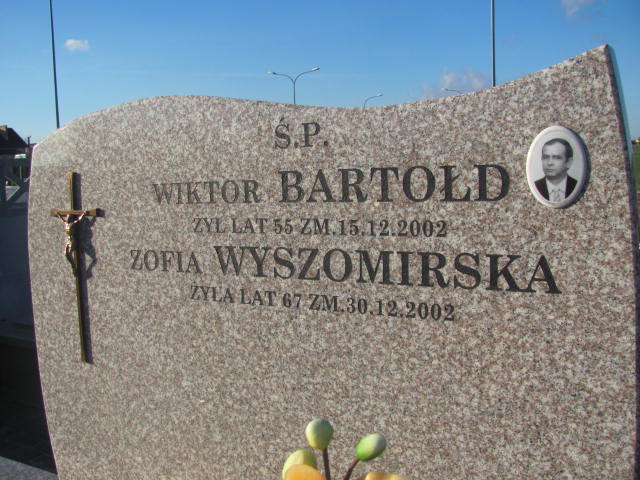 Ś.P.
WIKTOR BARTOŁD
ŻYŁ LAT 55 ZM.15.12.2002
ZOFIA WYSZOMIRSKA
ŻYŁA LAT 67 ZM.30.12.2002